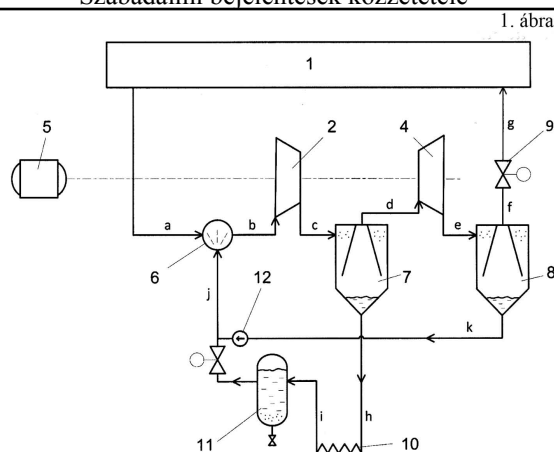 Szabadalmi bejelentések közzététele
1. ábra
1
5
2
4
9
g
d
f
a
b
c
e
6
7
8
j
12
k
11
i
h
10